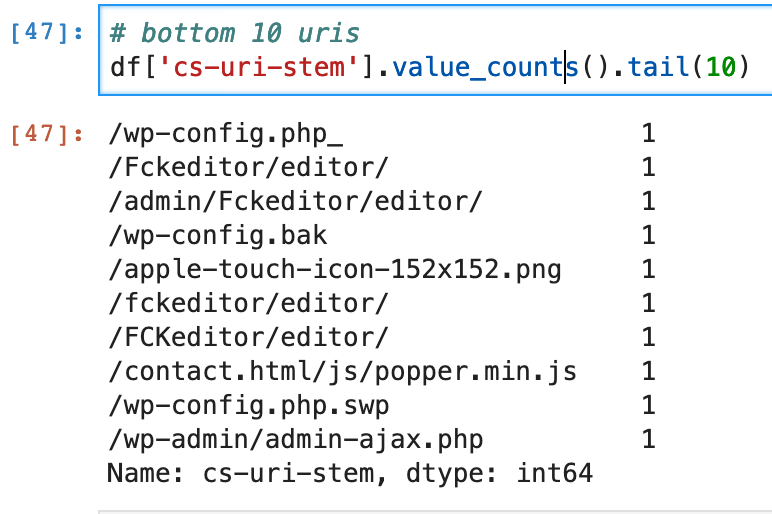 [47]: # bottom 10 uris
df['cs-uri-stem'].value_counts().tail(10)
[47]: /wp-config.php_ 1
/Fckeditor/editor/ 1
/admin/Fckeditor/editor/ 1
/wp-config.bak 1
/apple-touch-icon-152x152.png 1
/fckeditor/editor/ 1
/FCKeditor/editor/ 1
/contact.html/js/popper.min.js 1
/wp-config.php.swp 1
/wp-admin/admin-ajax.php 1
Name: cs-uri-stem, dtype: int64